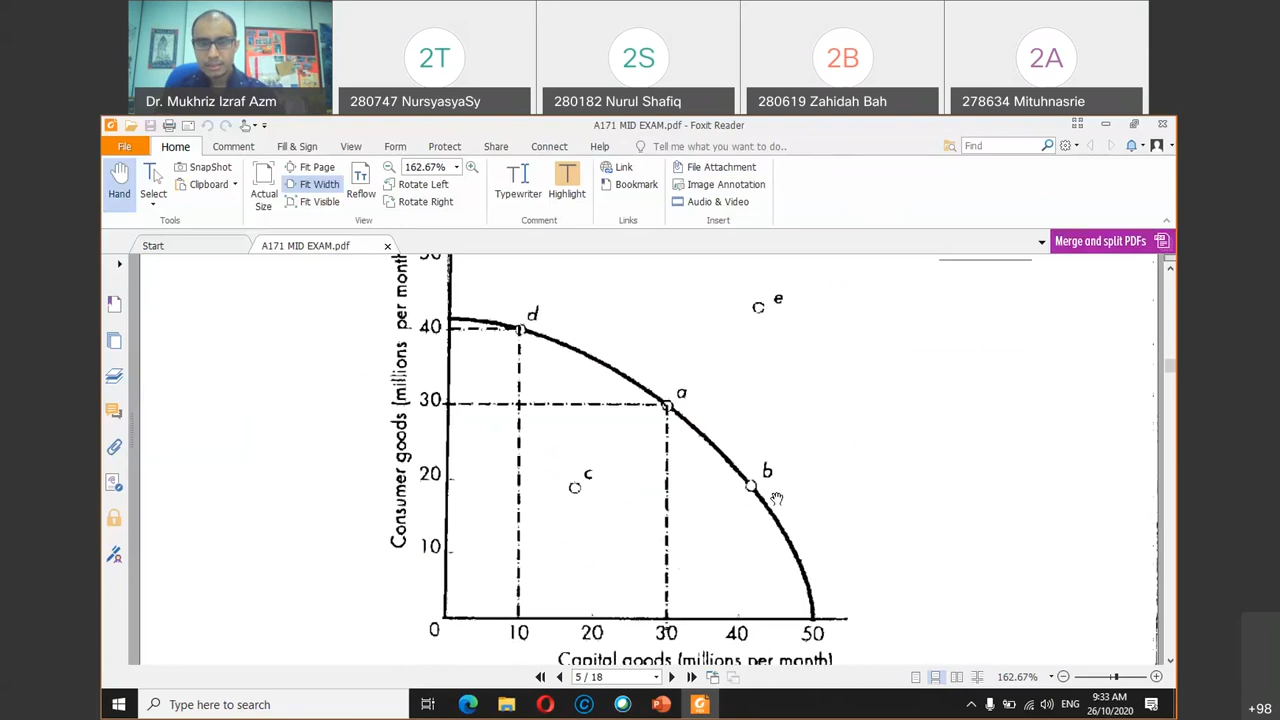 2T
2S
2B
2A
Dr. Mukhriz Izraf Azm
280747 NursyasyaSy
280182 Nurul Shafiq
280619 Zahidah Bah
278634 Mituhnasrie
A171 MID EXAM.pdf - Foxit Reader
File
Home
Comment
Fill & Sign
View
Form
Protect
Share
Connect
Help
Tell me what you want to do...
Find
Hand
Select
SnapShot
Clipboard
Tools
Actual
Size
Fit Page
Fit Width
Fit Visible
Reflow
162.67%
Rotate Left
Rotate Right
View
Typewriter
Highlight
Comment
Link
Bookmark
Links
File Attachment
Image Annotation
Audio & Video
Insert
Start
A171 MID EXAM.pdf
Merge and split PDFs
Consumer goods (millions per month
50
40
30
20
10
0
10
20
30
40
50
d
e
a
c
b
Capital goods (millions per month)
5 / 18
162.67%
Type here to search
ENG
9:33 AM
26/10/2020
+98